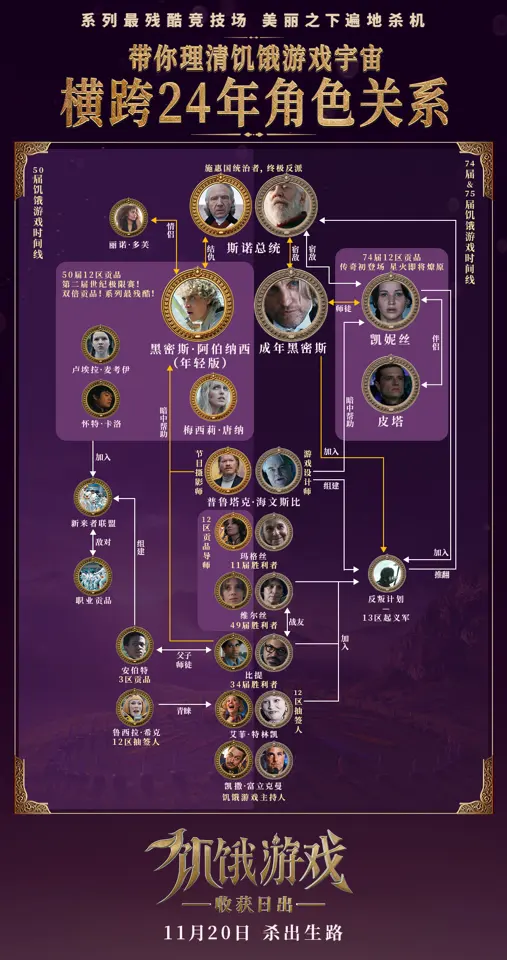 系列最残酷竞技场 美丽之下遍地杀机
带你理清饥饿游戏宇宙
横跨24年角色关系
50届饥饿游戏时间线
74届&75届饥饿游戏时间线
施惠国统治者，终极反派
丽诺·多芙
情侣
斯诺总统
结仇
宿敌
宿敌
50届12区贡品
第二届世纪极限赛！
双倍贡品！系列最残酷！
74届12区贡品
传奇初登场 星火即将燎原
黑密斯·阿伯纳西
（年轻版）
成年黑密斯
师徒
凯妮丝
伴侣
皮塔
卢埃拉·麦考伊
怀特·卡洛
梅西莉·唐纳
暗中帮助
暗中帮助
加入
节目摄影师
游戏设计师
普鲁塔克·海文斯比
加入
组建
新来者联盟
敌对
组建
职业贡品
12区贡品导师
玛格丝
11届胜利者
维尔丝
49届胜利者
战友
加入
加入
推翻
反叛计划
—
13区起义军
安伯特
3区贡品
父子
师徒
比提
34届胜利者
鲁西拉·希克
12区抽签人
青睐
12区抽签人
艾菲·特林凯
凯撒·富立克曼
饥饿游戏主持人
饥饿游戏
收获日出
11月20日 杀出生路